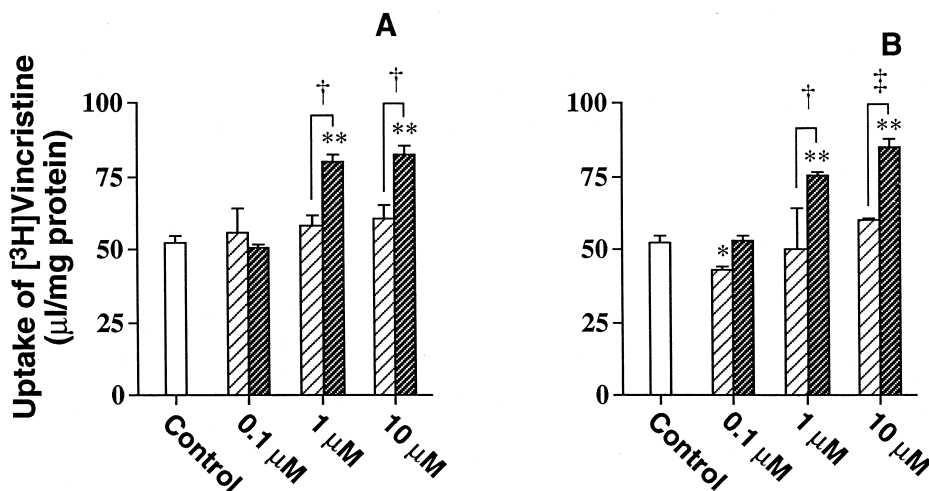 A
B
Uptake of [³H]Vincristine
(μl/mg protein)
100
75
50
25
0
†
**
†
**
Control
0.1 μM
1 μM
10 μM
100
75
50
25
0
*
†
**
‡
**
Control
0.1 μM
1 μM
10 μM